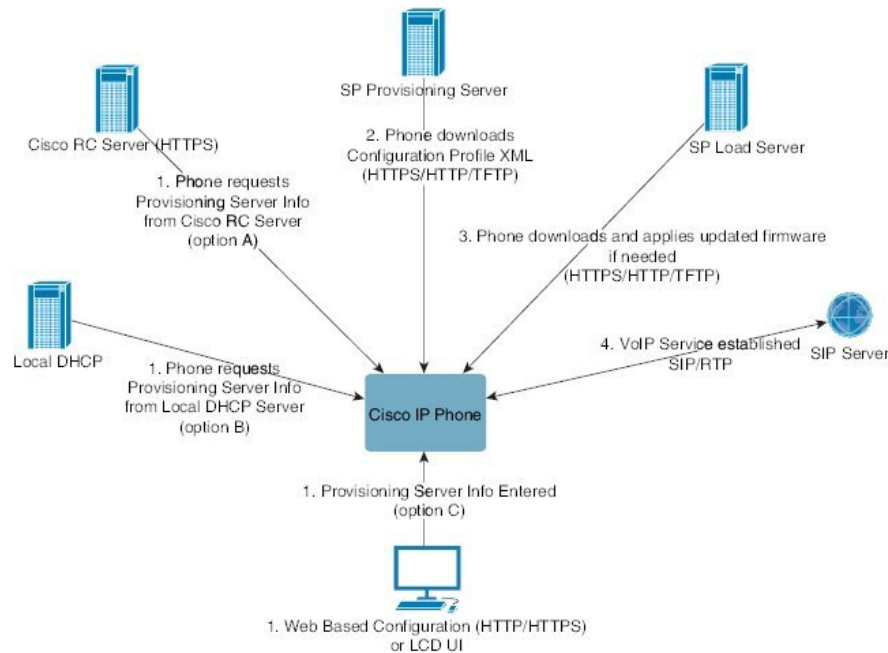 SP Provisioning Server
Cisco RC Server (HTTPS)
SP Load Server
2. Phone downloads
Configuration Profile XML
(HTTPS/HTTP/TFTP)
1. Phone requests
Provisioning Server Info
from Cisco RC Server
(option A)
3. Phone downloads and applies updated firmware
if needed
(HTTPS/HTTP/TFTP)
Local DHCP
1. Phone requests
Provisioning Server Info
from Local DHCP Server
(option B)
4. VoIP Service established
SIP/RTP
SIP Server
Cisco IP Phone
1. Provisioning Server Info Entered
(option C)
1. Web Based Configuration (HTTP/HTTPS)
or LCD UI